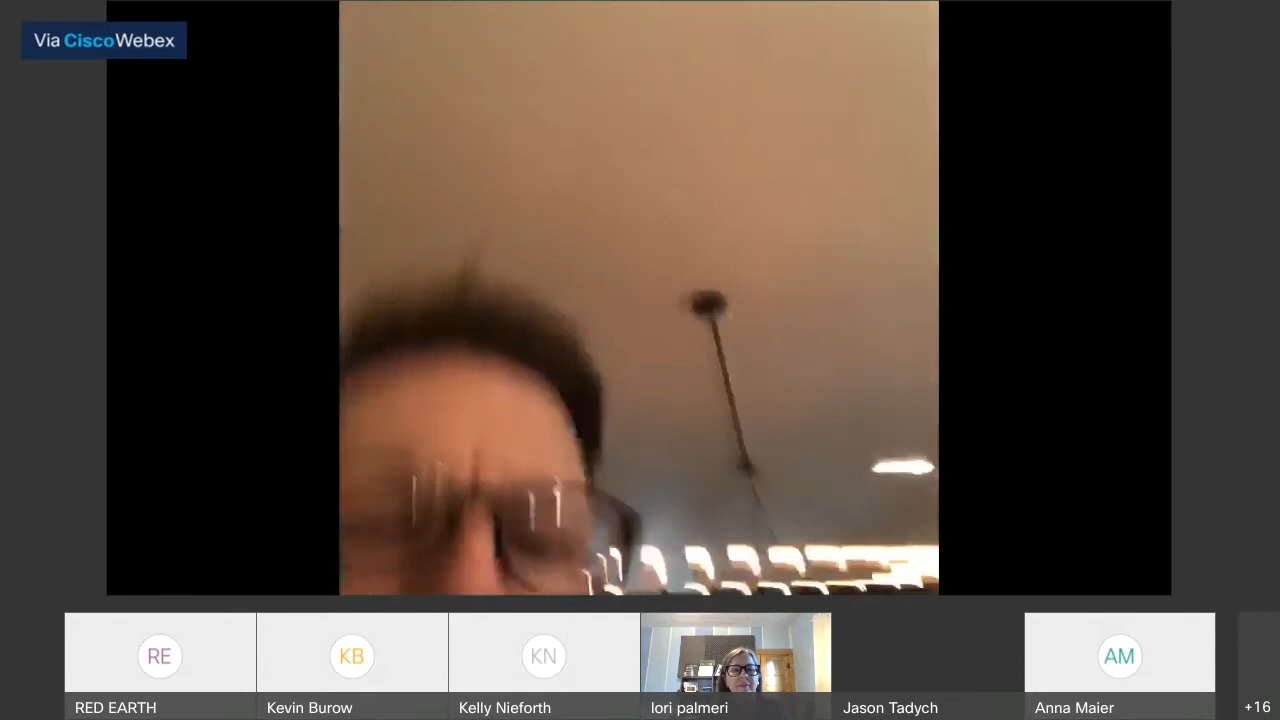 Via CiscoWebex
RE
KB
KN
AM
RED EARTH
Kevin Burow
Kelly Nieforth
lori palmeri
Jason Tadych
Anna Maier
+16